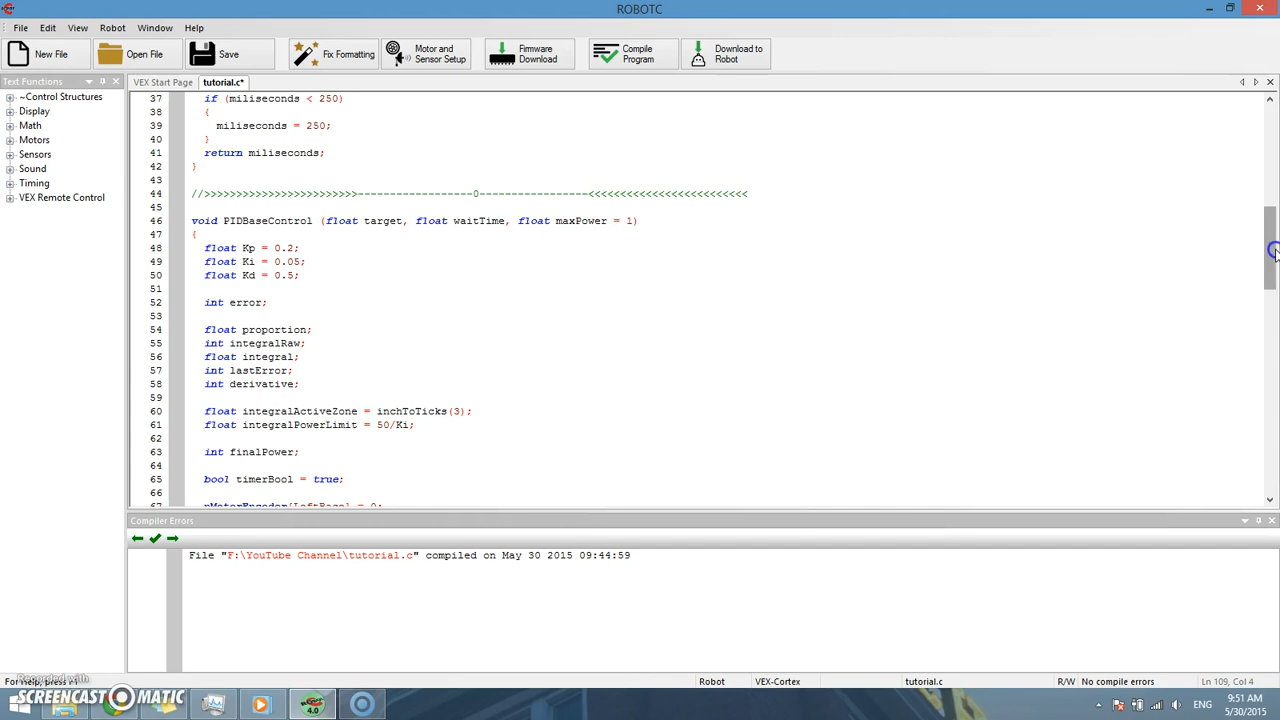 ROBOTC
File Edit View Robot Window Help
New File Open File Save Fix Formatting Motor and Sensor Setup Firmware Download Compile Program Download to Robot
Text Functions
VEX Start Page tutorial.c*
~Control Structures
Display
Math
Motors
Sensors
Sound
Timing
VEX Remote Control
37 if (miliseconds < 250)
38 {
39 miliseconds = 250;
40 }
41 return miliseconds;
42 }
43
44 //>>>>>>>>>>>>>>>>>>>>>>>>------------------0-----------------<<<<<<<<<<<<<<<<<<<<<<<<<
45
46 void PIDBaseControl (float target, float waitTime, float maxPower = 1)
47 {
48 float Kp = 0.2;
49 float Ki = 0.05;
50 float Kd = 0.5;
51
52 int error;
53
54 float proportion;
55 int integralRaw;
56 float integral;
57 int lastError;
58 int derivative;
59
60 float integralActiveZone = inchToTicks(3);
61 float integralPowerLimit = 50/Ki;
62
63 int finalPower;
64
65 bool timerBool = true;
66
67 nMotorEncoder[LeftBase] = 0;
Compiler Errors
File "F:\YouTube Channel\tutorial.c" compiled on May 30 2015 09:44:59
For Help, press F1
Robot VEX-Cortex tutorial.c R/W No compile errors Ln 109, Col 4
Recorded with
SCREENCAST MATIC
4.0
ENG
9:51 AM
5/30/2015